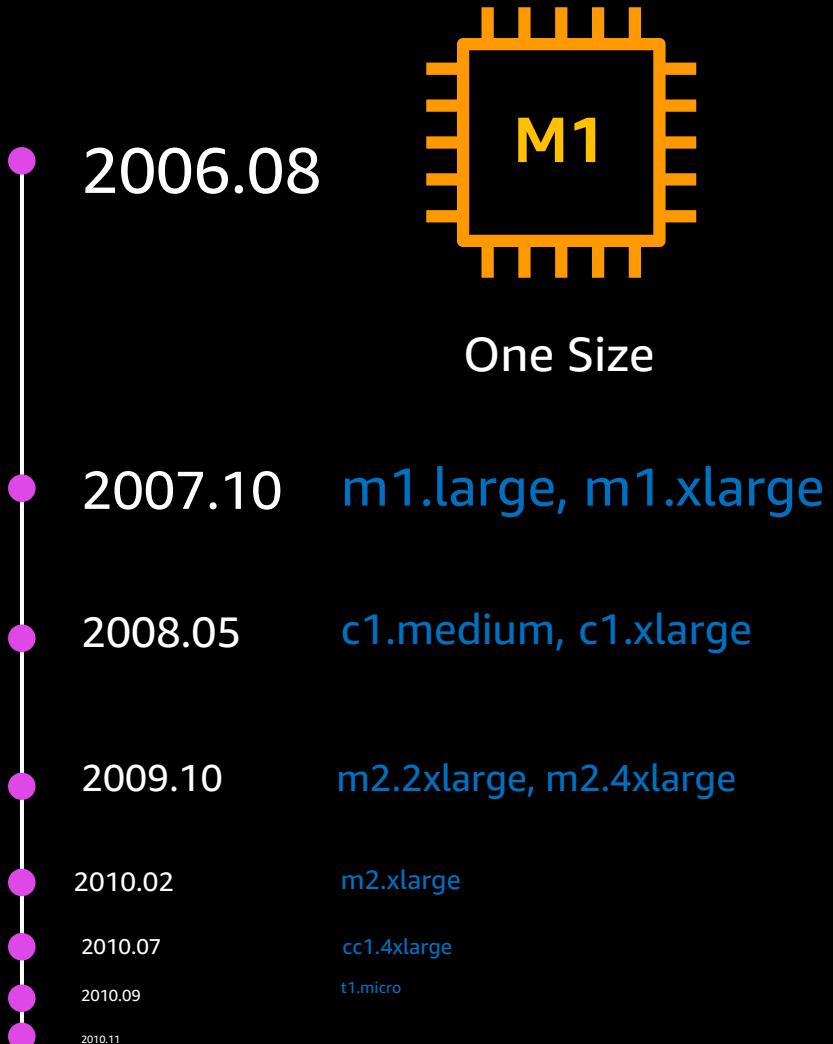 M1
2006.08
One Size
2007.10 m1.large, m1.xlarge
2008.05 c1.medium, c1.xlarge
2009.10 m2.2xlarge, m2.4xlarge
2010.02 m2.xlarge
2010.07 cc1.4xlarge
2010.09 t1.micro
2010.11